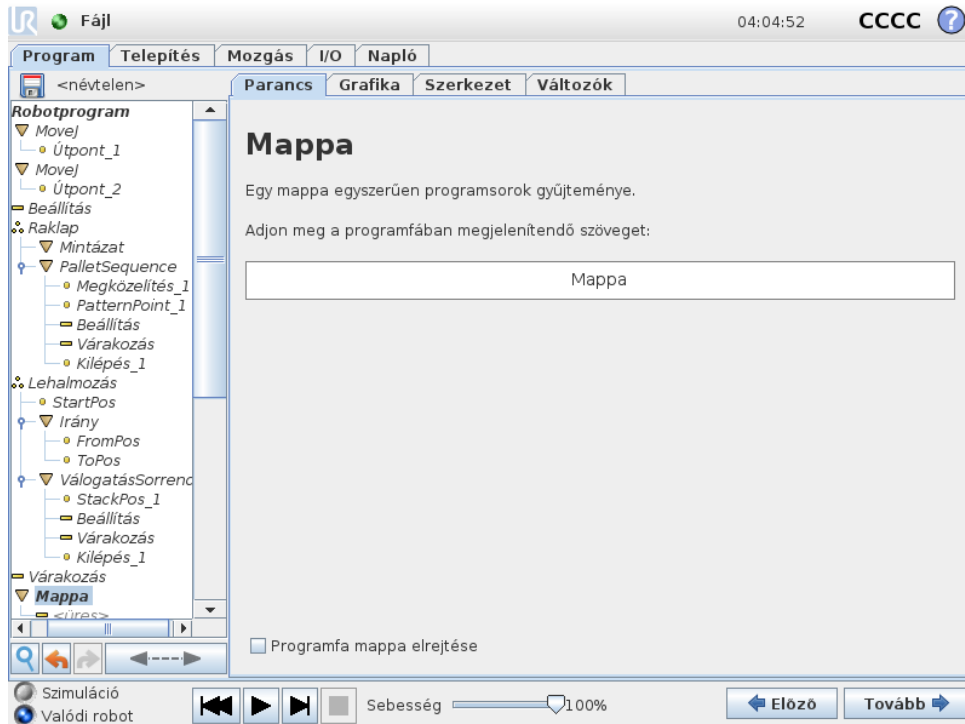 UR Fájl 04:04:52 CCCC ?
Program Telepítés Mozgás I/O Napló
<névtelen>
Parancs Grafika Szerkezet Változók
Robotprogram
MoveJ
Útpont_1
MoveJ
Útpont_2
Beállítás
Raklap
Mintázat
PalletSequence
Megközelítés_1
PatternPoint_1
Beállítás
Várakozás
Kilépés_1
Lehalmozás
StartPos
Irány
FromPos
ToPos
VálogatásSorrend
StackPos_1
Beállítás
Várakozás
Kilépés_1
Várakozás
Mappa
<üres>
Mappa
Egy mappa egyszerűen programsorok gyűjteménye.
Adjon meg a programfában megjelenítendő szöveget:
Mappa
Programfa mappa elrejtése
Szimuláció
Valódi robot
Sebesség 100%
Előző Tovább